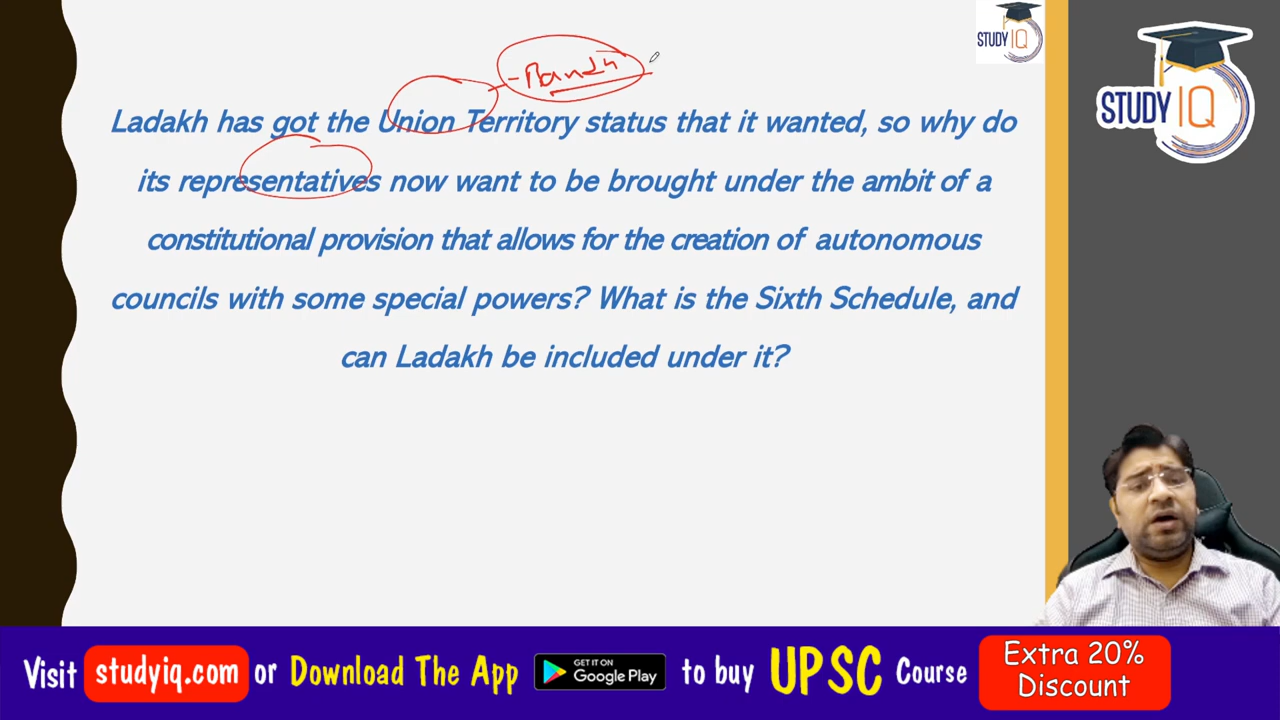 STUDY IQ
STUDY IQ
Ladakh has got the Union Territory status that it wanted, so why do
its representatives now want to be brought under the ambit of a
constitutional provision that allows for the creation of autonomous
councils with some special powers? What is the Sixth Schedule, and
can Ladakh be included under it?
Visit studyiq.com or Download The App GET IT ON Google Play to buy UPSC Course
Extra 20%
Discount